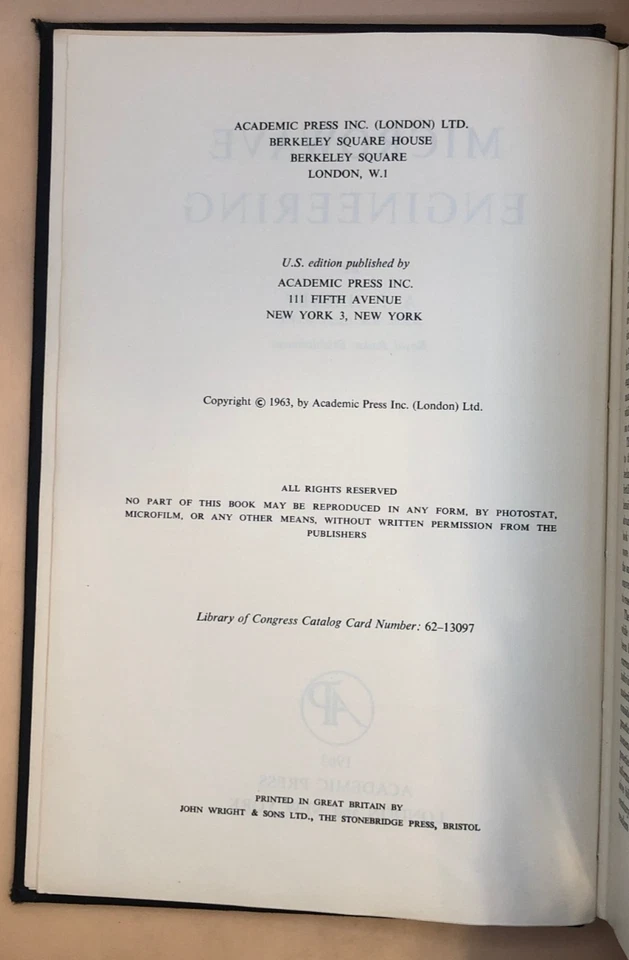 ACADEMIC PRESS INC. (LONDON) LTD.
BERKELEY SQUARE HOUSE
BERKELEY SQUARE
LONDON, W.1
U.S. edition published by
ACADEMIC PRESS INC.
111 FIFTH AVENUE
NEW YORK 3, NEW YORK
Copyright © 1963, by Academic Press Inc. (London) Ltd.
ALL RIGHTS RESERVED
NO PART OF THIS BOOK MAY BE REPRODUCED IN ANY FORM, BY PHOTOSTAT,
MICROFILM, OR ANY OTHER MEANS, WITHOUT WRITTEN PERMISSION FROM THE
PUBLISHERS
Library of Congress Catalog Card Number: 62–13097
PRINTED IN GREAT BRITAIN BY
JOHN WRIGHT & SONS LTD., THE STONEBRIDGE PRESS, BRISTOL